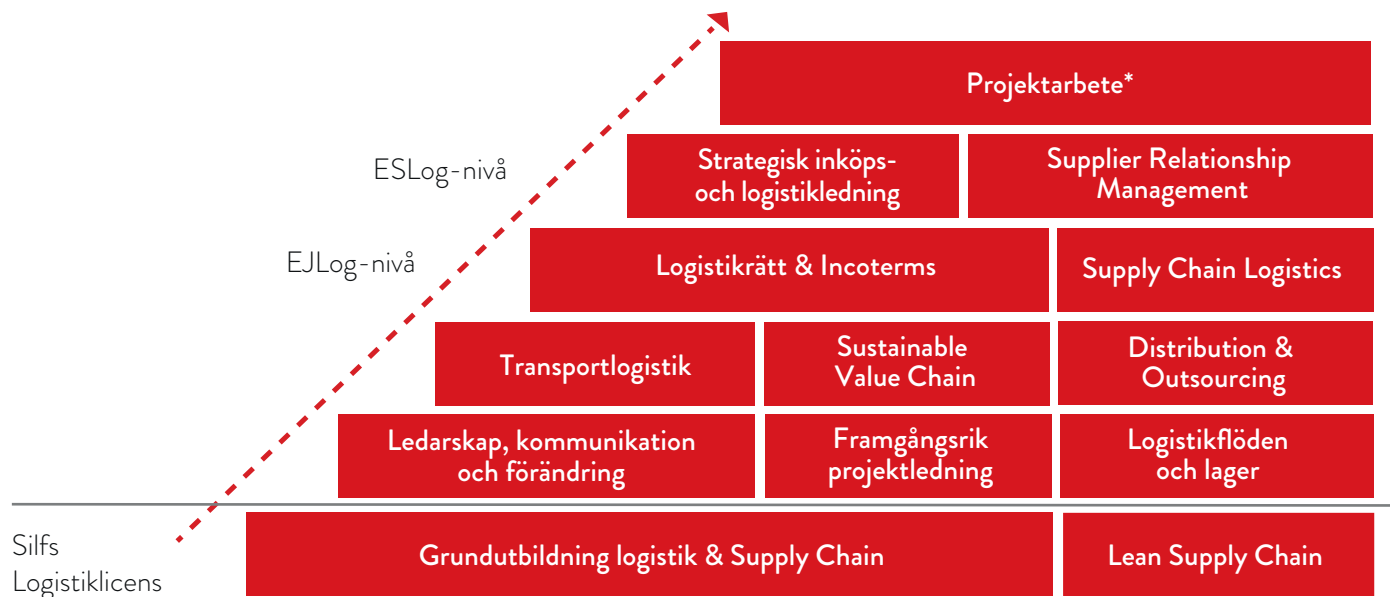 Projektarbete*
ESLog-nivå
Strategisk inköps-
och logistikledning
Supplier Relationship
Management
EJLog-nivå
Logistikrätt & Incoterms
Supply Chain Logistics
Transportlogistik
Sustainable
Value Chain
Distribution &
Outsourcing
Ledarskap, kommunikation
och förändring
Framgångsrik
projektledning
Logistikflöden
och lager
Silfs
Logistiklicens
Grundutbildning logistik & Supply Chain
Lean Supply Chain